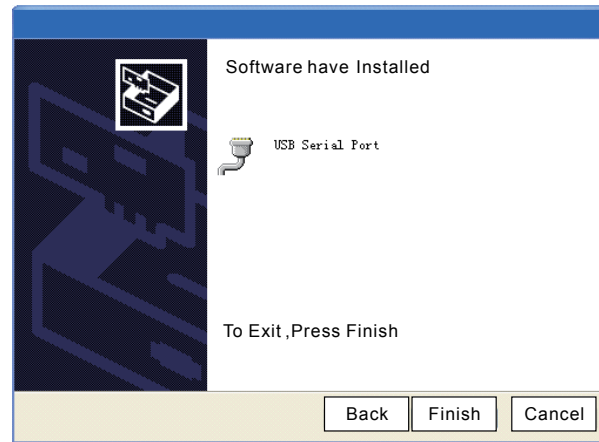 Software have Installed
USB Serial Port
To Exit ,Press Finish
Back Finish Cancel